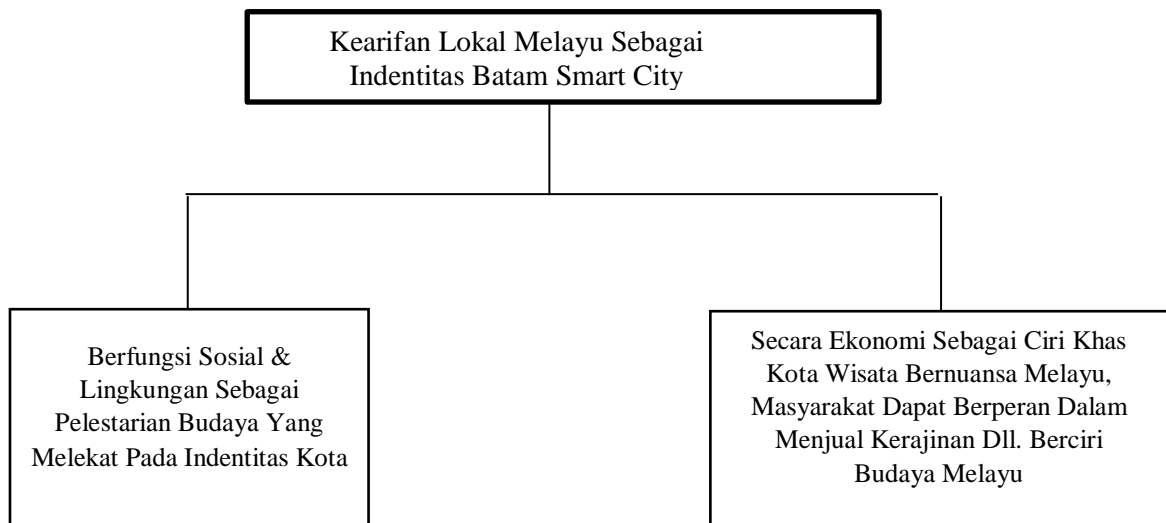 Kearifan Lokal Melayu Sebagai
Indentitas Batam Smart City
Berfungsi Sosial &
Lingkungan Sebagai
Pelestarian Budaya Yang
Melekat Pada Indentitas Kota
Secara Ekonomi Sebagai Ciri Khas
Kota Wisata Bernuansa Melayu,
Masyarakat Dapat Berperan Dalam
Menjual Kerajinan Dll. Berciri
Budaya Melayu